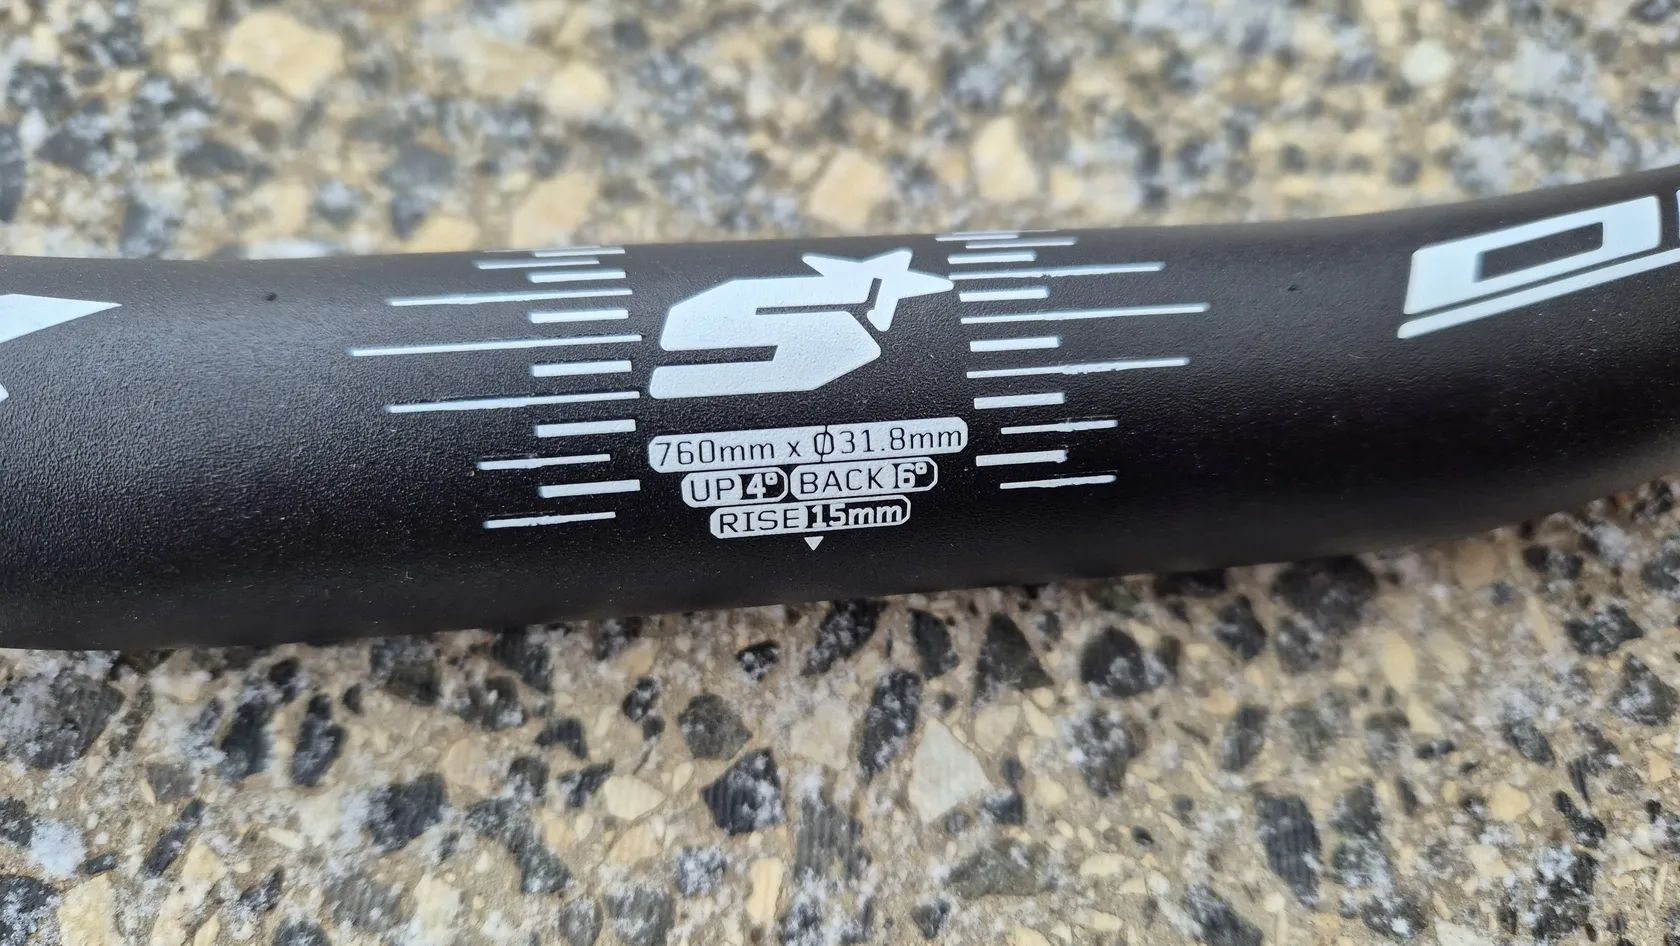 S
760mm x Ø31.8mm
UP 4° BACK 6°
RISE 15mm